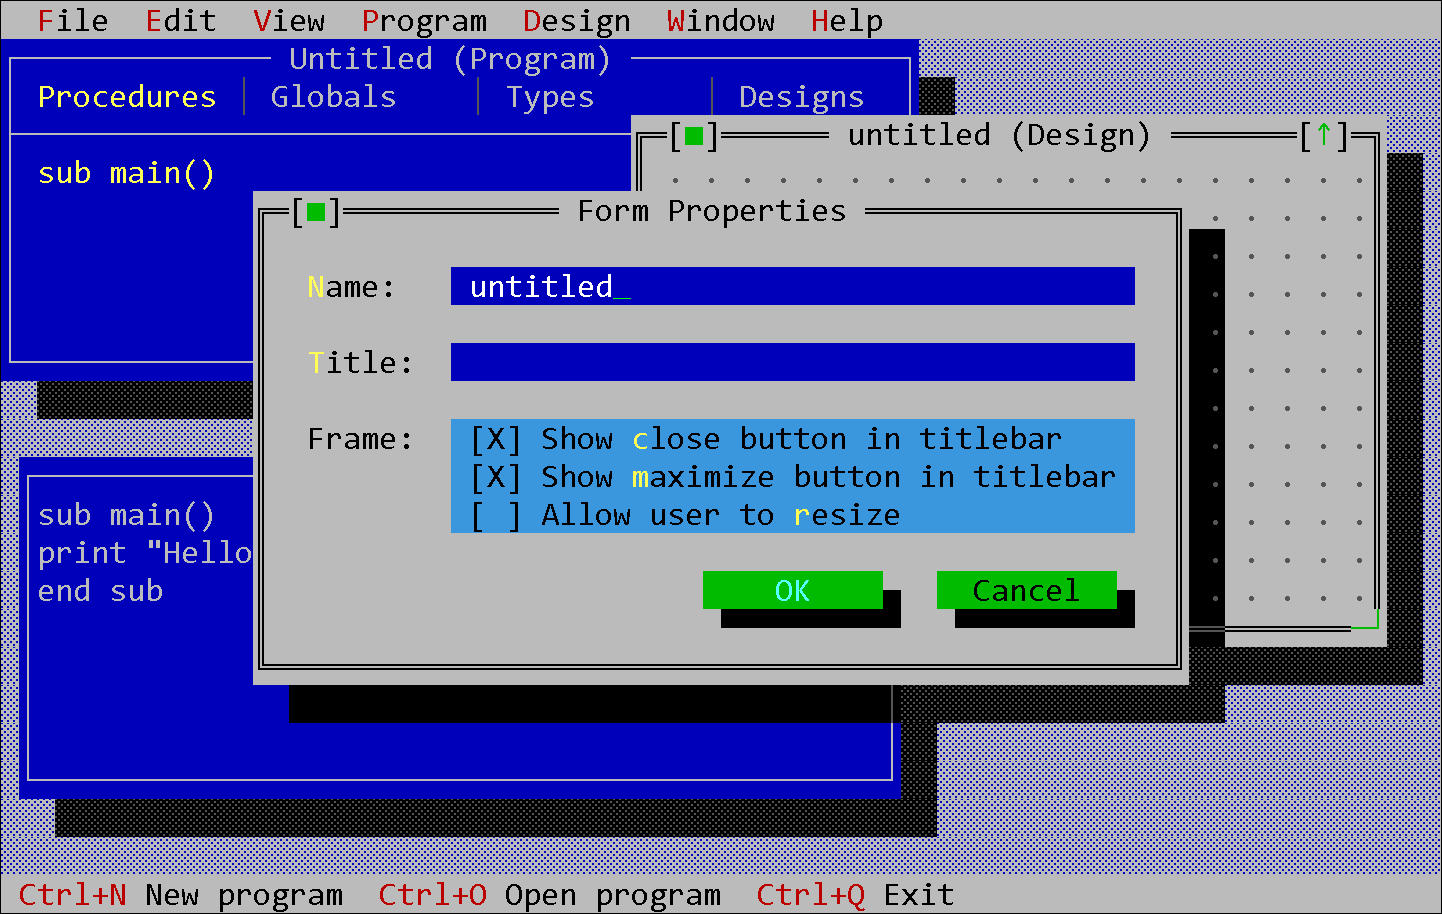 File Edit View Program Design Window Help
Untitled (Program)
Procedures Globals Types Designs
sub main()
[■] untitled (Design) [↑]
[■] Form Properties
Name: untitled_
Title:
Frame: [X] Show close button in titlebar
[X] Show maximize button in titlebar
[ ] Allow user to resize
OK Cancel
sub main()
print "Hello
end sub
Ctrl+N New program Ctrl+O Open program Ctrl+Q Exit